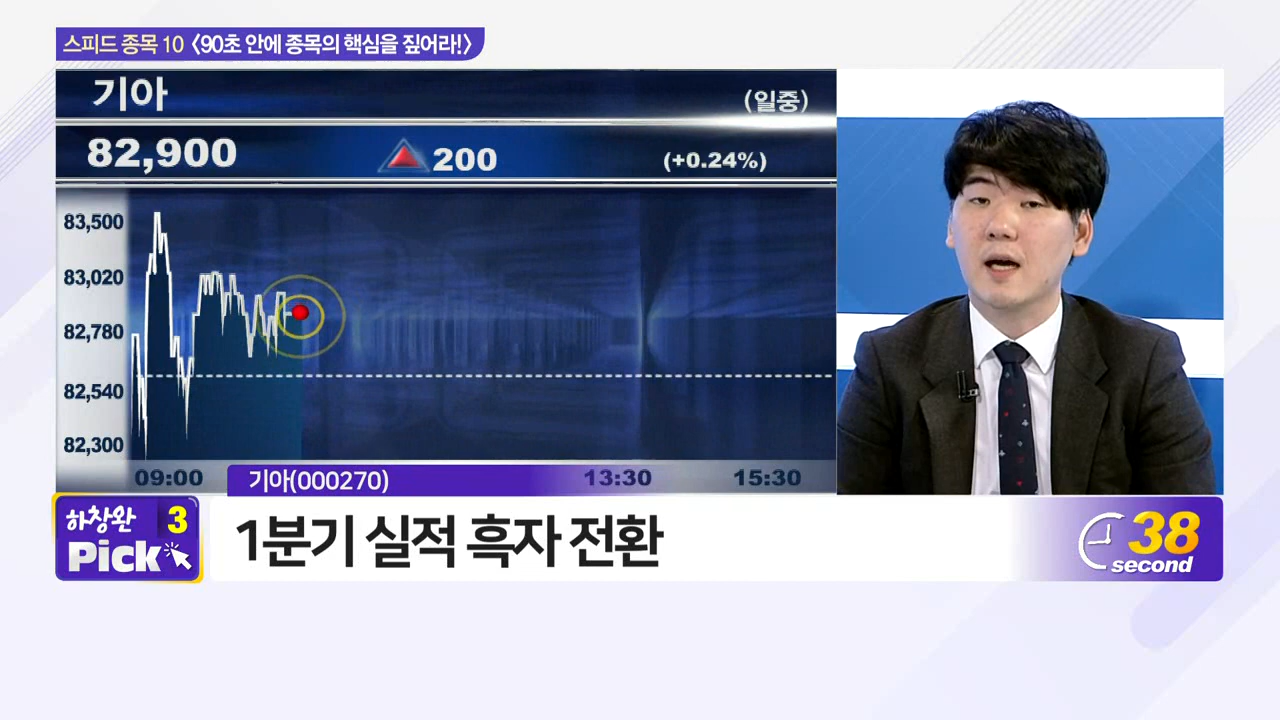 스피드 종목 10 <90초 안에 종목의 핵심을 짚어라!>
기아 (일중)
82,900 200 (+0.24%)
83,500
83,020
82,780
82,540
82,300
09:00 13:30 15:30
기아(000270)
하창완 3
Pick
1분기 실적 흑자 전환
38
second